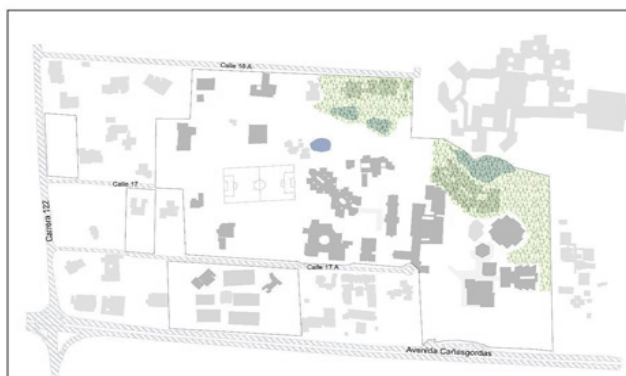 Calle 18 A
Calle 17
Carrera 122
Calle 17 A
Avenida Cañasgordas